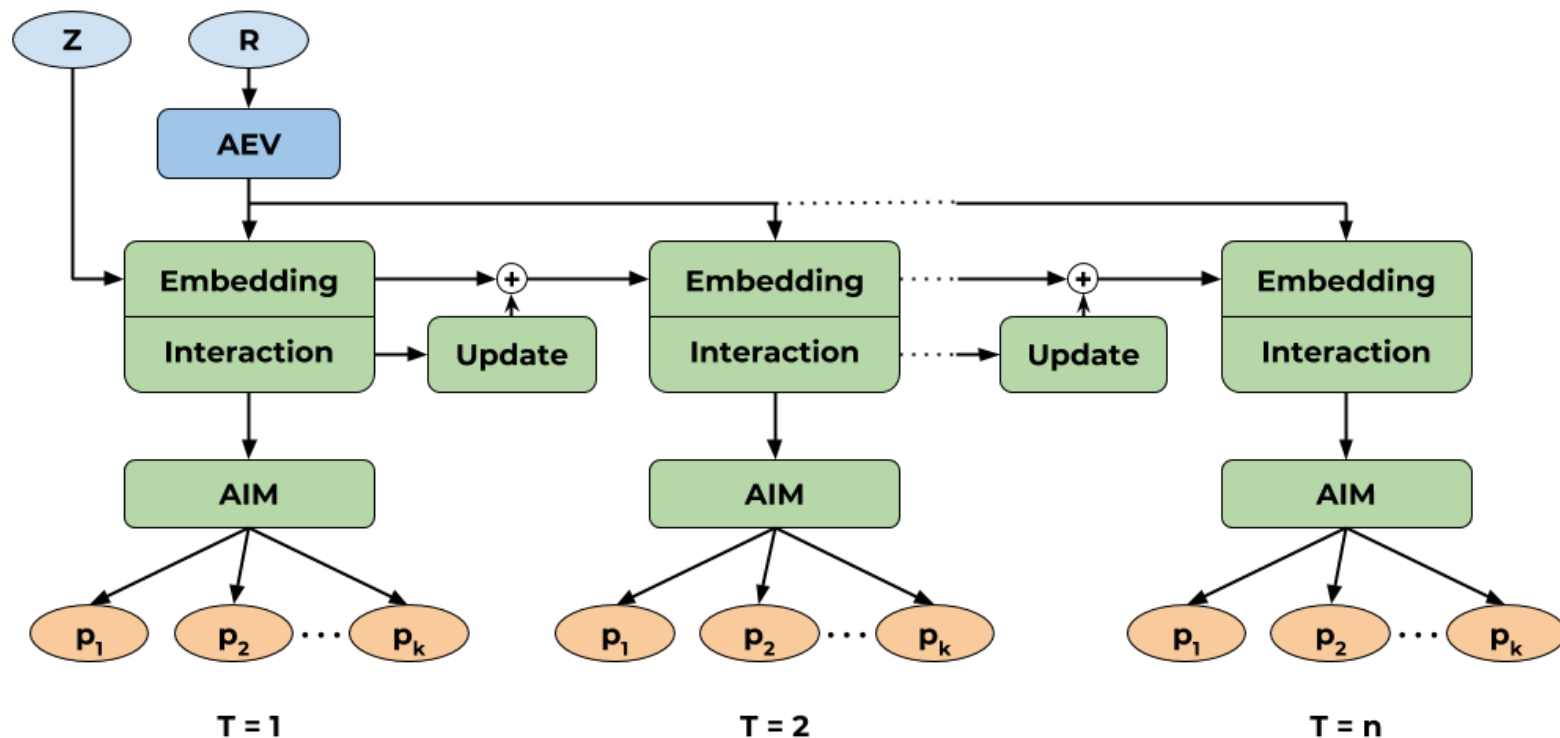 Z R
AEV
Embedding + Embedding + Embedding
Interaction Update Interaction Update Interaction
AIM AIM AIM
p1 p2 ... pk p1 p2 ... pk p1 p2 ... pk
T = 1 T = 2 T = n